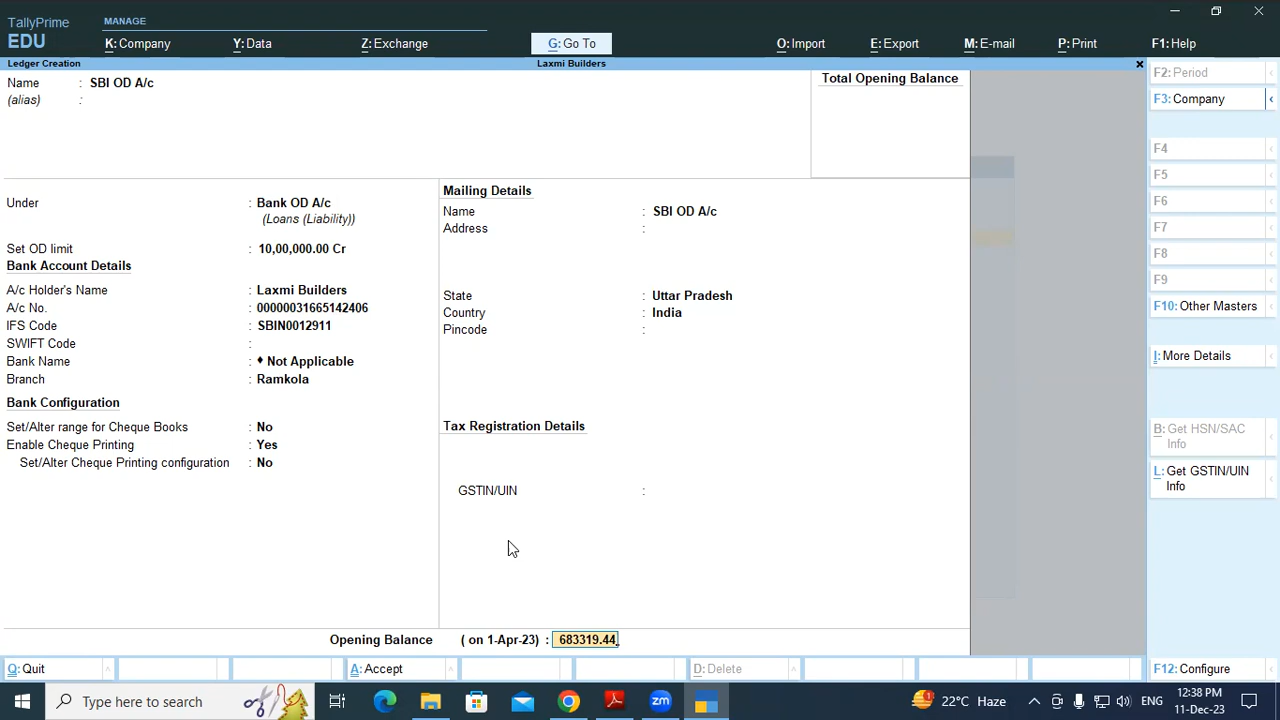 TallyPrime
EDU
MANAGE
K: Company
Y: Data
Z: Exchange
G: Go To
O: Import
E: Export
M: E-mail
P: Print
F1: Help
Ledger Creation
Laxmi Builders
Name : SBI OD A/c
(alias) :
Total Opening Balance
Under : Bank OD A/c
(Loans (Liability))
Set OD limit : 10,00,000.00 Cr
Bank Account Details
A/c Holder's Name : Laxmi Builders
A/c No. : 00000031665142406
IFS Code : SBIN0012911
SWIFT Code :
Bank Name : ♦ Not Applicable
Branch : Ramkola
Bank Configuration
Set/Alter range for Cheque Books : No
Enable Cheque Printing : Yes
Set/Alter Cheque Printing configuration : No
Mailing Details
Name : SBI OD A/c
Address :
State : Uttar Pradesh
Country : India
Pincode :
Tax Registration Details
GSTIN/UIN :
Opening Balance ( on 1-Apr-23) : 683319.44
F2: Period
F3: Company
F4
F5
F6
F7
F8
F9
F10: Other Masters
I: More Details
B: Get HSN/SAC
Info
L: Get GSTIN/UIN
Info
Q: Quit
A: Accept
D: Delete
F12: Configure
Type here to search
zm
1
22°C Haze
ENG
12:38 PM
11-Dec-23